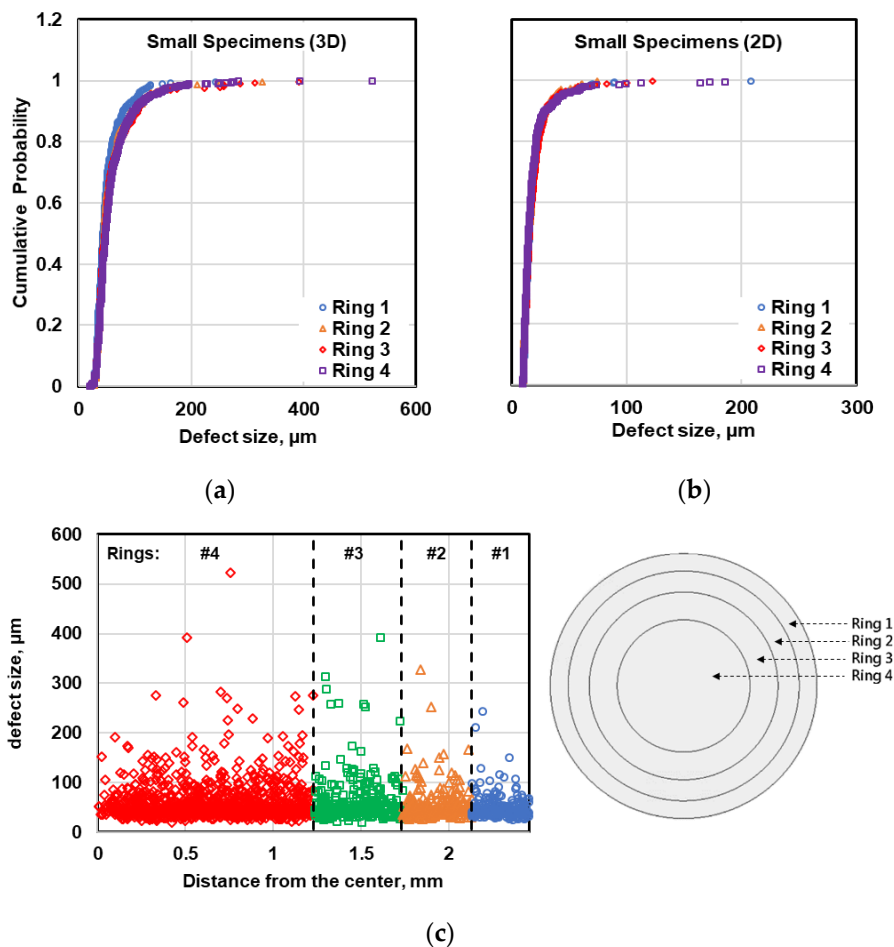 Small Specimens (3D)
Cumulative Probability
1.2
1
0.8
0.6
0.4
0.2
0
0
200
400
600
Defect size, μm
Ring 1
Ring 2
Ring 3
Ring 4
(a)
Small Specimens (2D)
0
100
200
300
Defect size, μm
Ring 1
Ring 2
Ring 3
Ring 4
(b)
defect size, μm
600
500
400
300
200
100
0
Rings: #4 #3 #2 #1
0
0.5
1
1.5
2
Distance from the center, mm
Ring 1
Ring 2
Ring 3
Ring 4
(c)